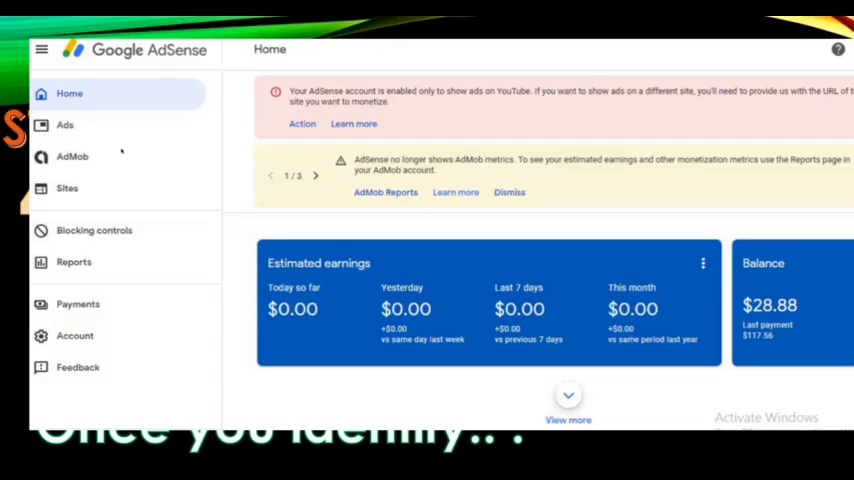 Google AdSense
Home
Home
Your AdSense account is enabled only to show ads on YouTube. If you want to show ads on a different site, you'll need to provide us with the URL of t
site you want to monetize.
Action Learn more
Ads
AdMob
AdSense no longer shows AdMob metrics. To see your estimated earnings and other monetization metrics use the Reports page in
your AdMob account.
1/3
AdMob Reports Learn more Dismiss
Sites
Blocking controls
Reports
Payments
Account
Feedback
Estimated earnings
Today so far
$0.00
Yesterday
$0.00
+$0.00
vs same day last week
Last 7 days
$0.00
+$0.00
vs previous 7 days
This month
$0.00
+$0.00
vs same period last year
Balance
$28.88
Last payment
$117.56
View more
Activate Windows
Once you identify.. .